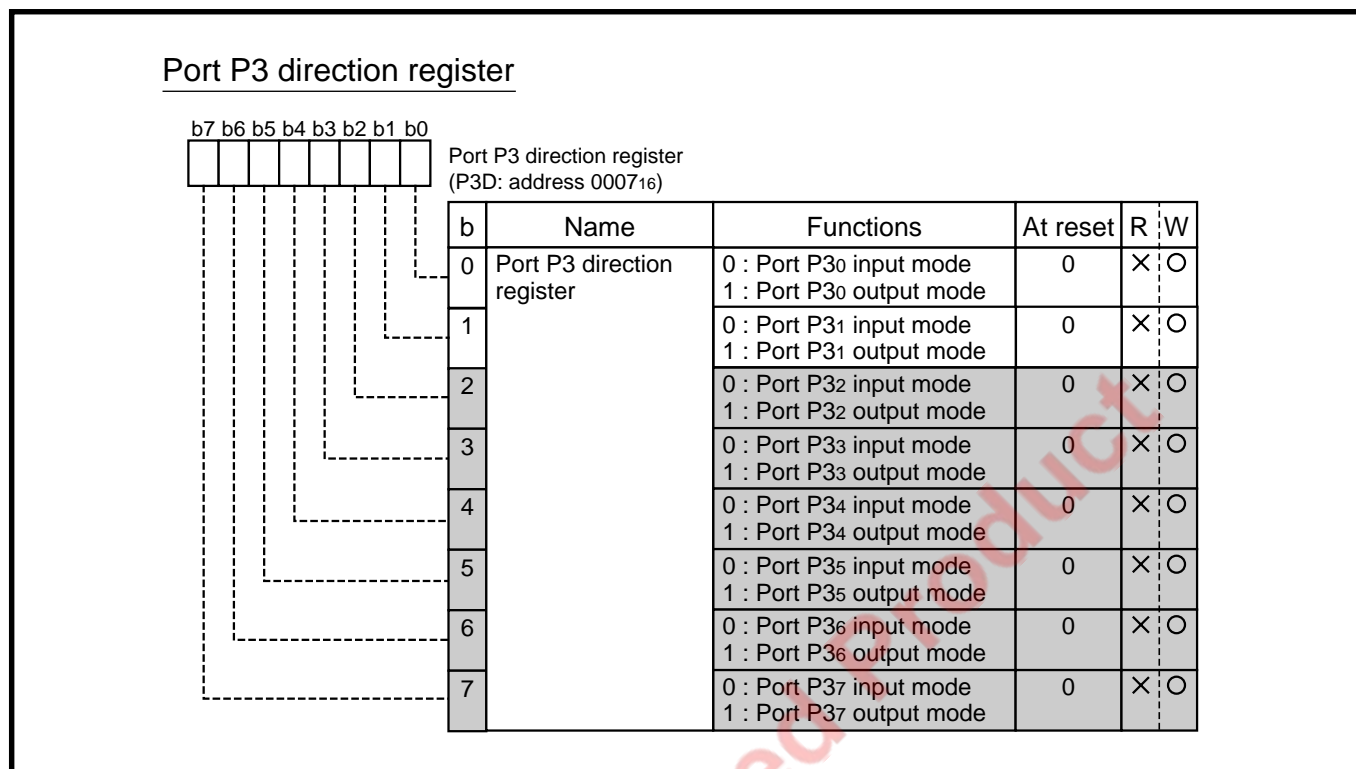 Port P3 direction register
b7 b6 b5 b4 b3 b2 b1 b0
Port P3 direction register
(P3D: address 000716)
b Name Functions At reset R W
0 Port P3 direction register 0 : Port P30 input mode 0 × ○
1 : Port P30 output mode
1 0 : Port P31 input mode 0 × ○
1 : Port P31 output mode
2 0 : Port P32 input mode 0 × ○
1 : Port P32 output mode
3 0 : Port P33 input mode 0 × ○
1 : Port P33 output mode
4 0 : Port P34 input mode 0 × ○
1 : Port P34 output mode
5 0 : Port P35 input mode 0 × ○
1 : Port P35 output mode
6 0 : Port P36 input mode 0 × ○
1 : Port P36 output mode
7 0 : Port P37 input mode 0 × ○
1 : Port P37 output mode
ed Product